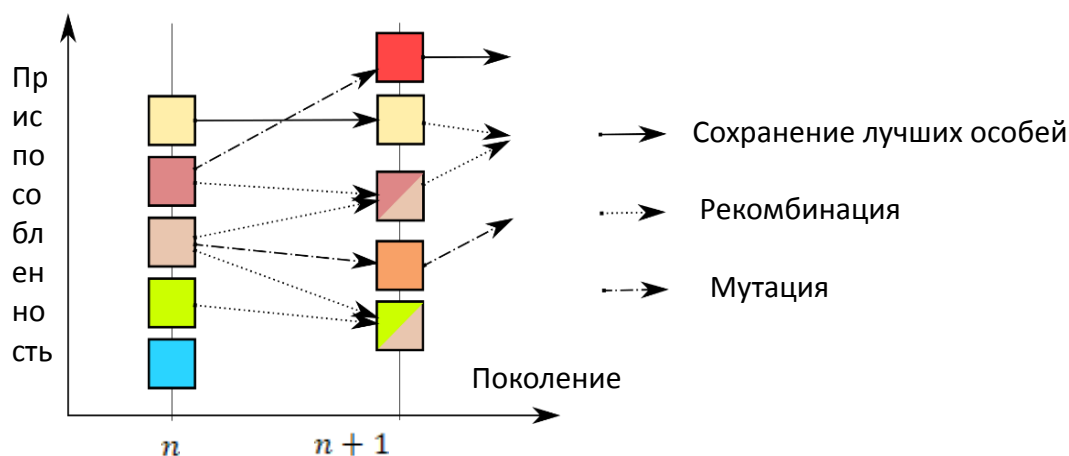 Пр
ис
по
со
бл
ен
но
сть
Сохранение лучших особей
Рекомбинация
Мутация
Поколение
n
n + 1